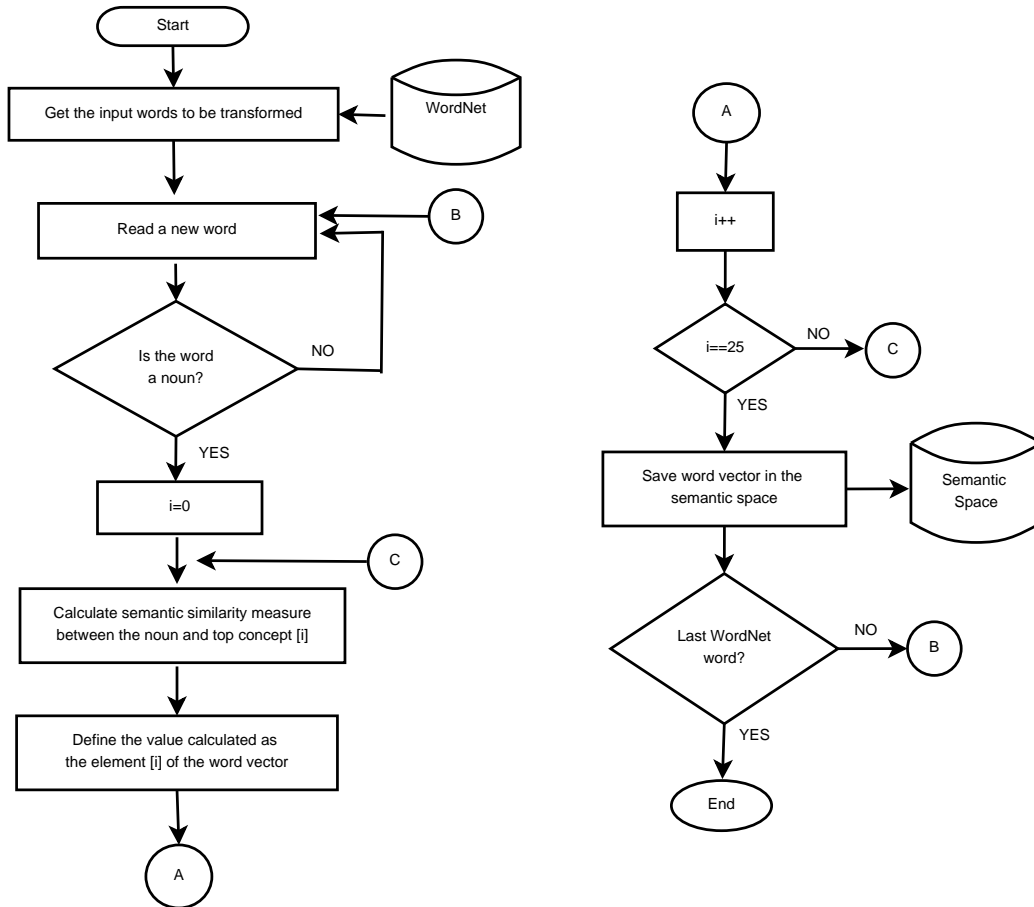 Start
Get the input words to be transformed
WordNet
Read a new word
B
Is the word
a noun?
NO
YES
i=0
C
Calculate semantic similarity measure
between the noun and top concept [i]
Define the value calculated as
the element [i] of the word vector
A
A
i++
i==25
NO
C
YES
Save word vector in the
semantic space
Semantic
Space
Last WordNet
word?
NO
B
YES
End